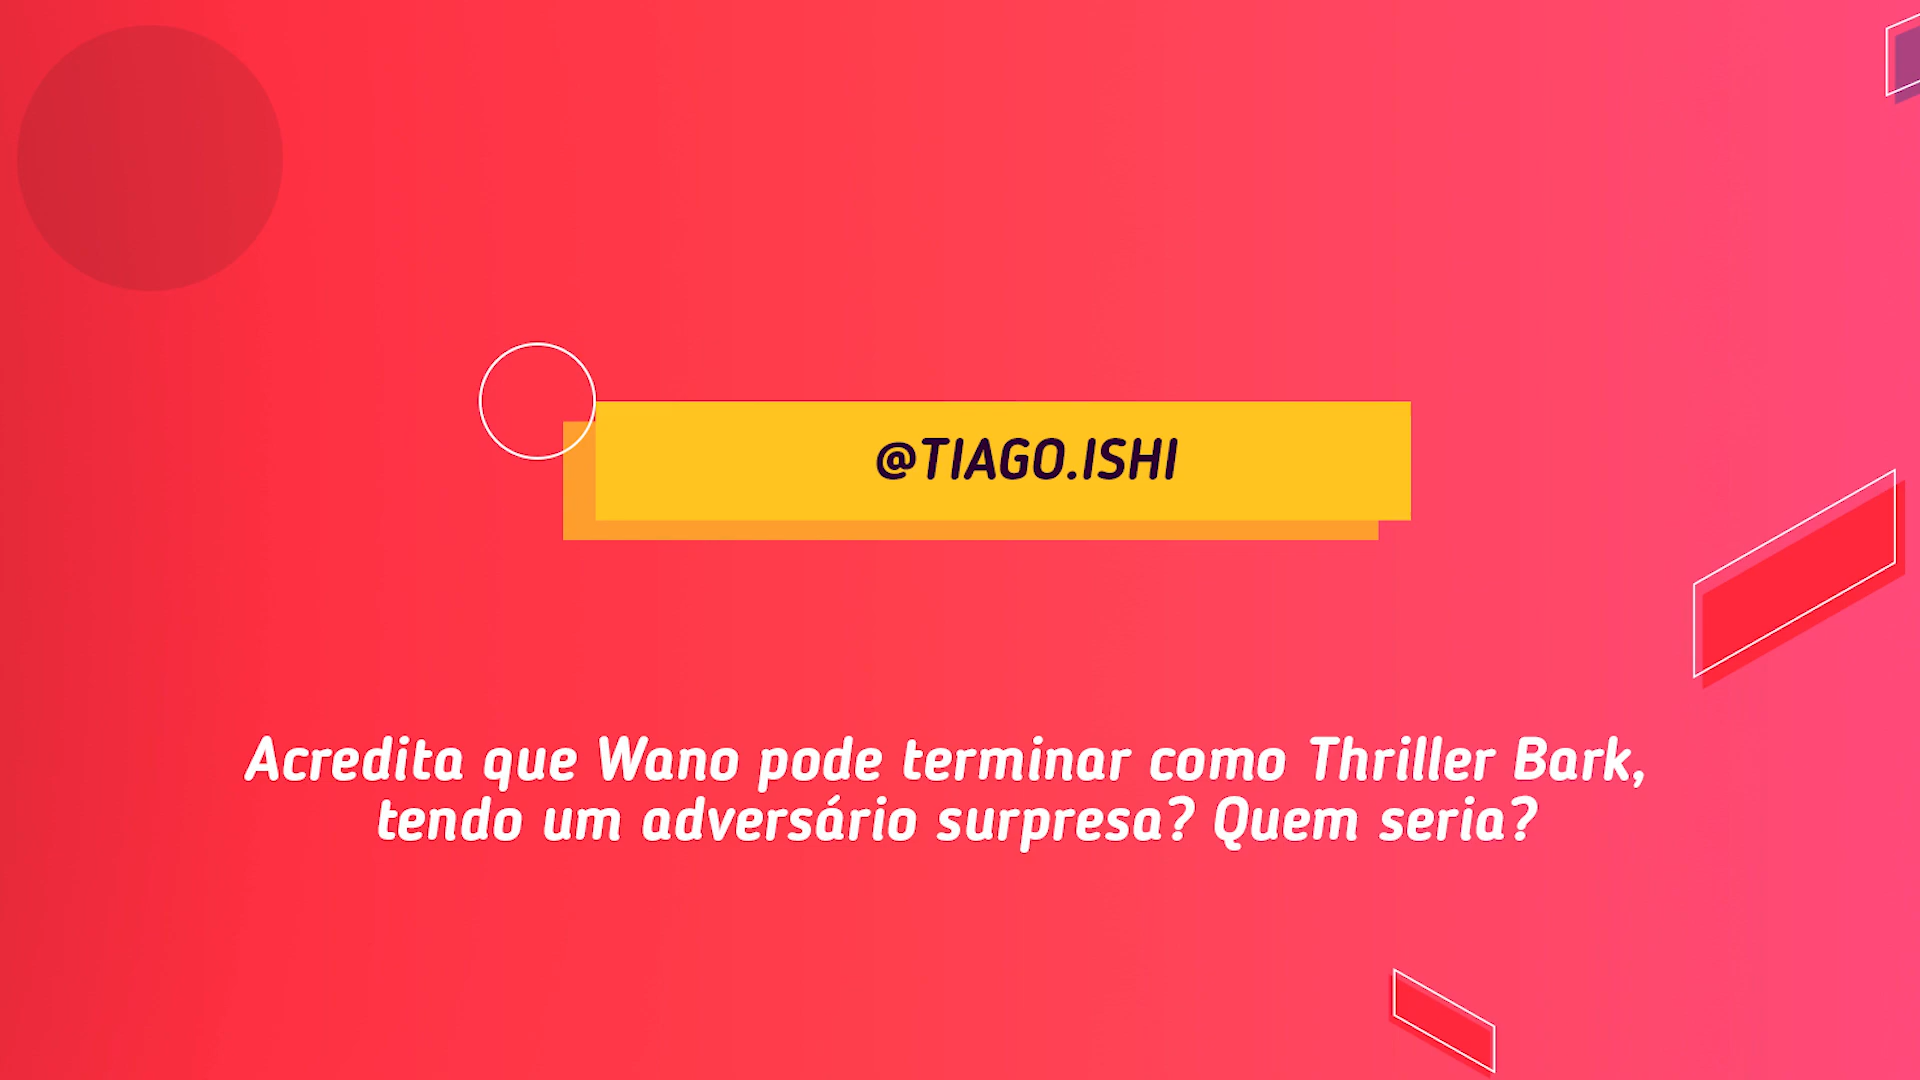 @TIAGO.ISHI
Acredita que Wano pode terminar como Thriller Bark,
tendo um adversário surpresa? Quem seria?